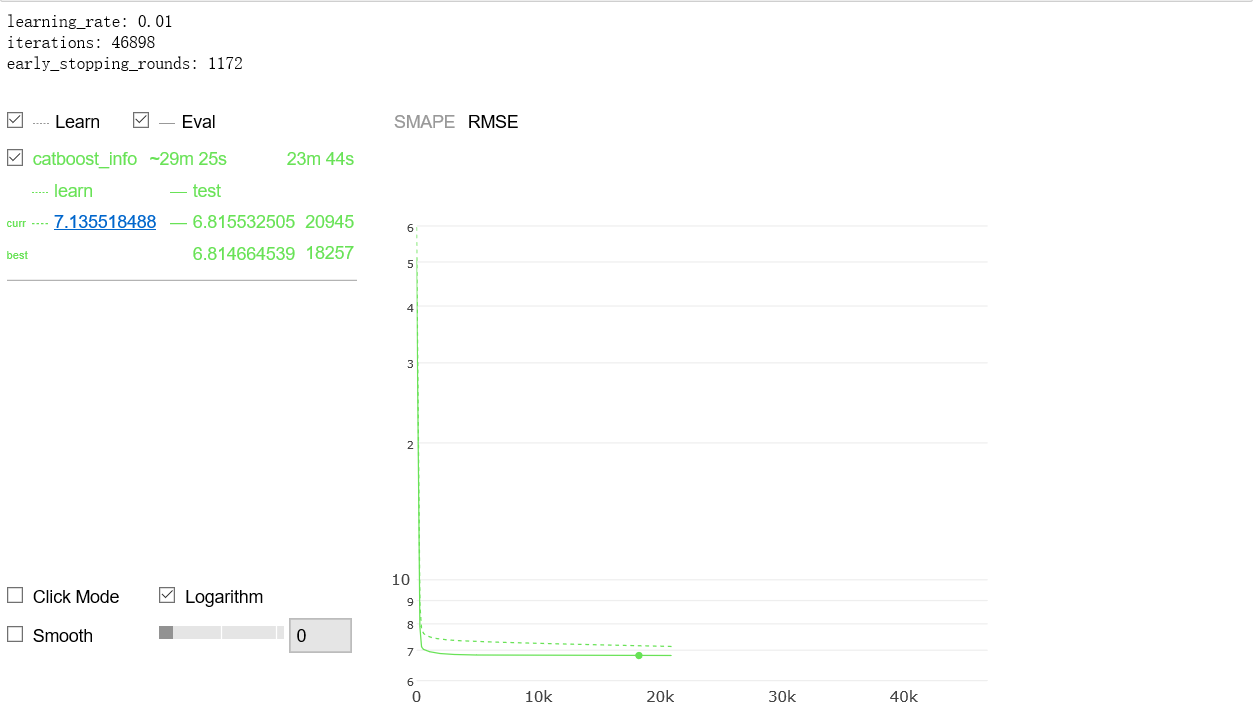 learning_rate: 0.01
iterations: 46898
early_stopping_rounds: 1172
Learn Eval SMAPE RMSE
catboost_info ~29m 25s 23m 44s
learn test
curr 7.135518488 6.815532505 20945
best 6.814664539 18257
6
5
4
3
2
10
9
8
7
6
0 10k 20k 30k 40k
Click Mode Logarithm
Smooth 0